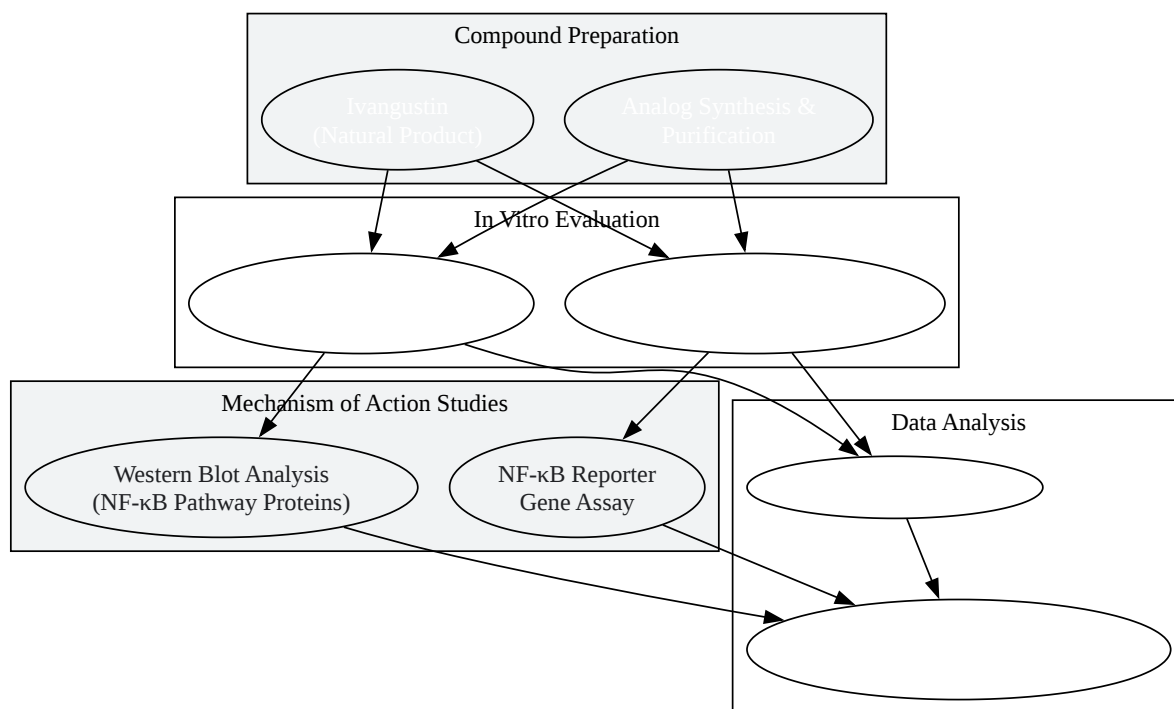 Compound Preparation
Ivangustin
(Natural Product)
Analog Synthesis &
Purification
In Vitro Evaluation
Mechanism of Action Studies
Western Blot Analysis
(NF-κB Pathway Proteins)
NF-κB Reporter
Gene Assay
Data Analysis